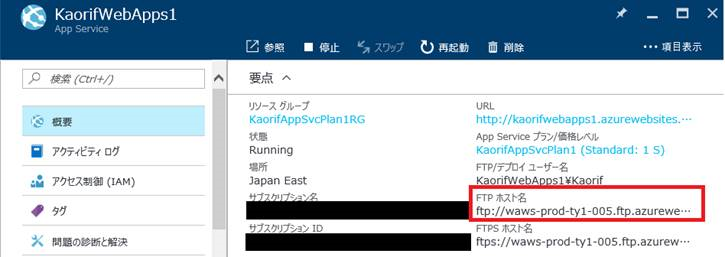 KaorifWebApps1
App Service
参照
停止
スワップ
再起動
削除
項目表示
検索 (Ctrl+/)
概要
アクティビティ ログ
アクセス制御 (IAM)
タグ
問題の診断と解決
要点
リソース グループ
KaorifAppSvcPlan1RG
状態
Running
場所
Japan East
サブスクリプション名
サブスクリプション ID
URL
http://kaorifwebapps1.azurewebsites....
App Service プラン/価格レベル
KaorifAppSvcPlan1 (Standard: 1 S)
FTP/デプロイ ユーザー名
KaorifWebApps1¥Kaorif
FTP ホスト名
ftp://waws-prod-ty1-005.ftp.azurewe...
FTPS ホスト名
ftps://waws-prod-ty1-005.ftp.azurew...